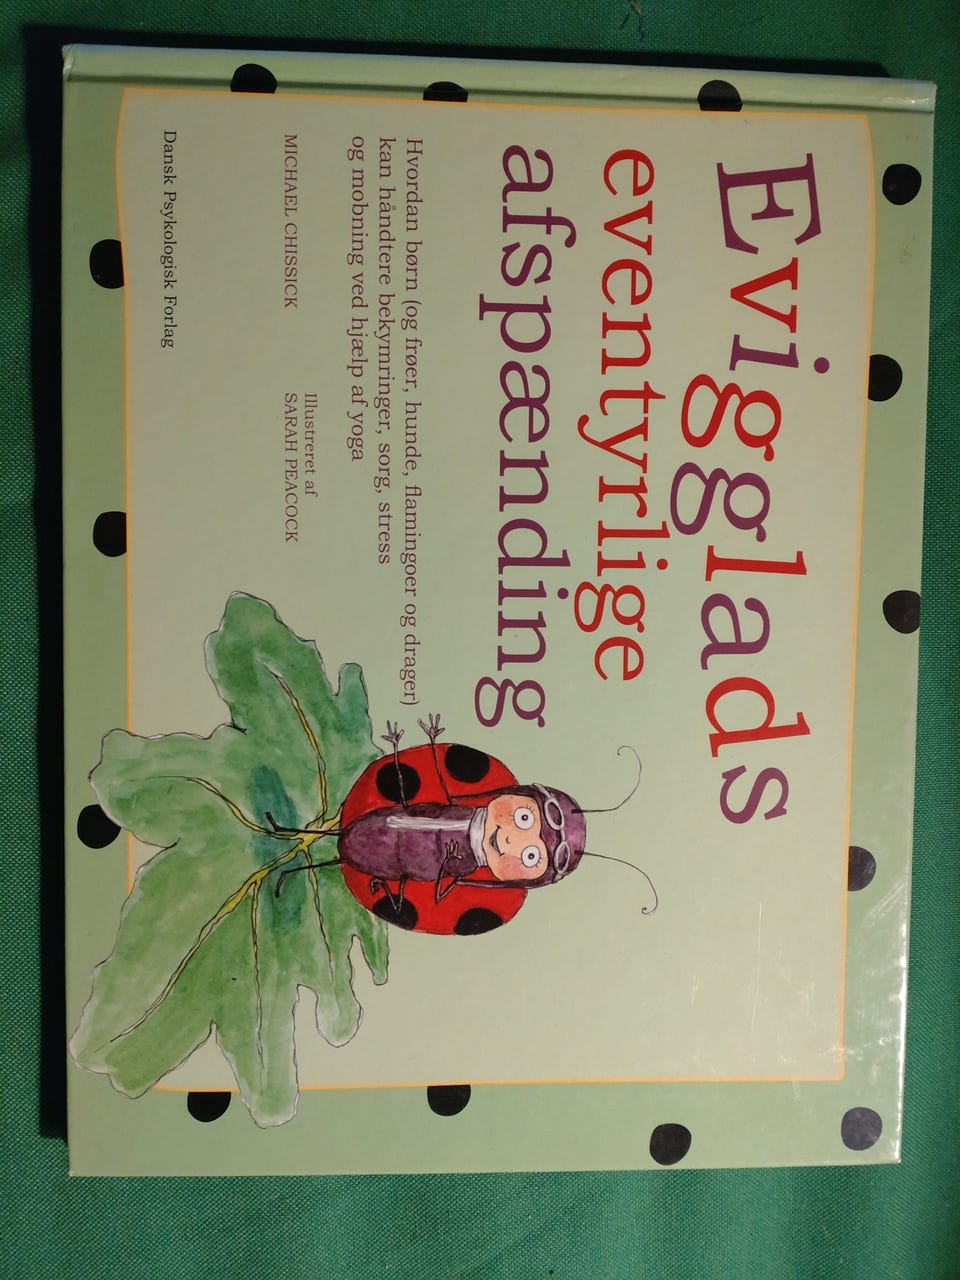 Evigglads
eventyrlige
afspænding
Hvordan børn (og frøer, hunde, flamingoer og drager)
kan håndtere bekymringer, sorg, stress
og mobning ved hjælp af yoga
MICHAEL CHISSICK
Illustreret af
SARAH PEACOCK
Dansk Psykologisk Forlag